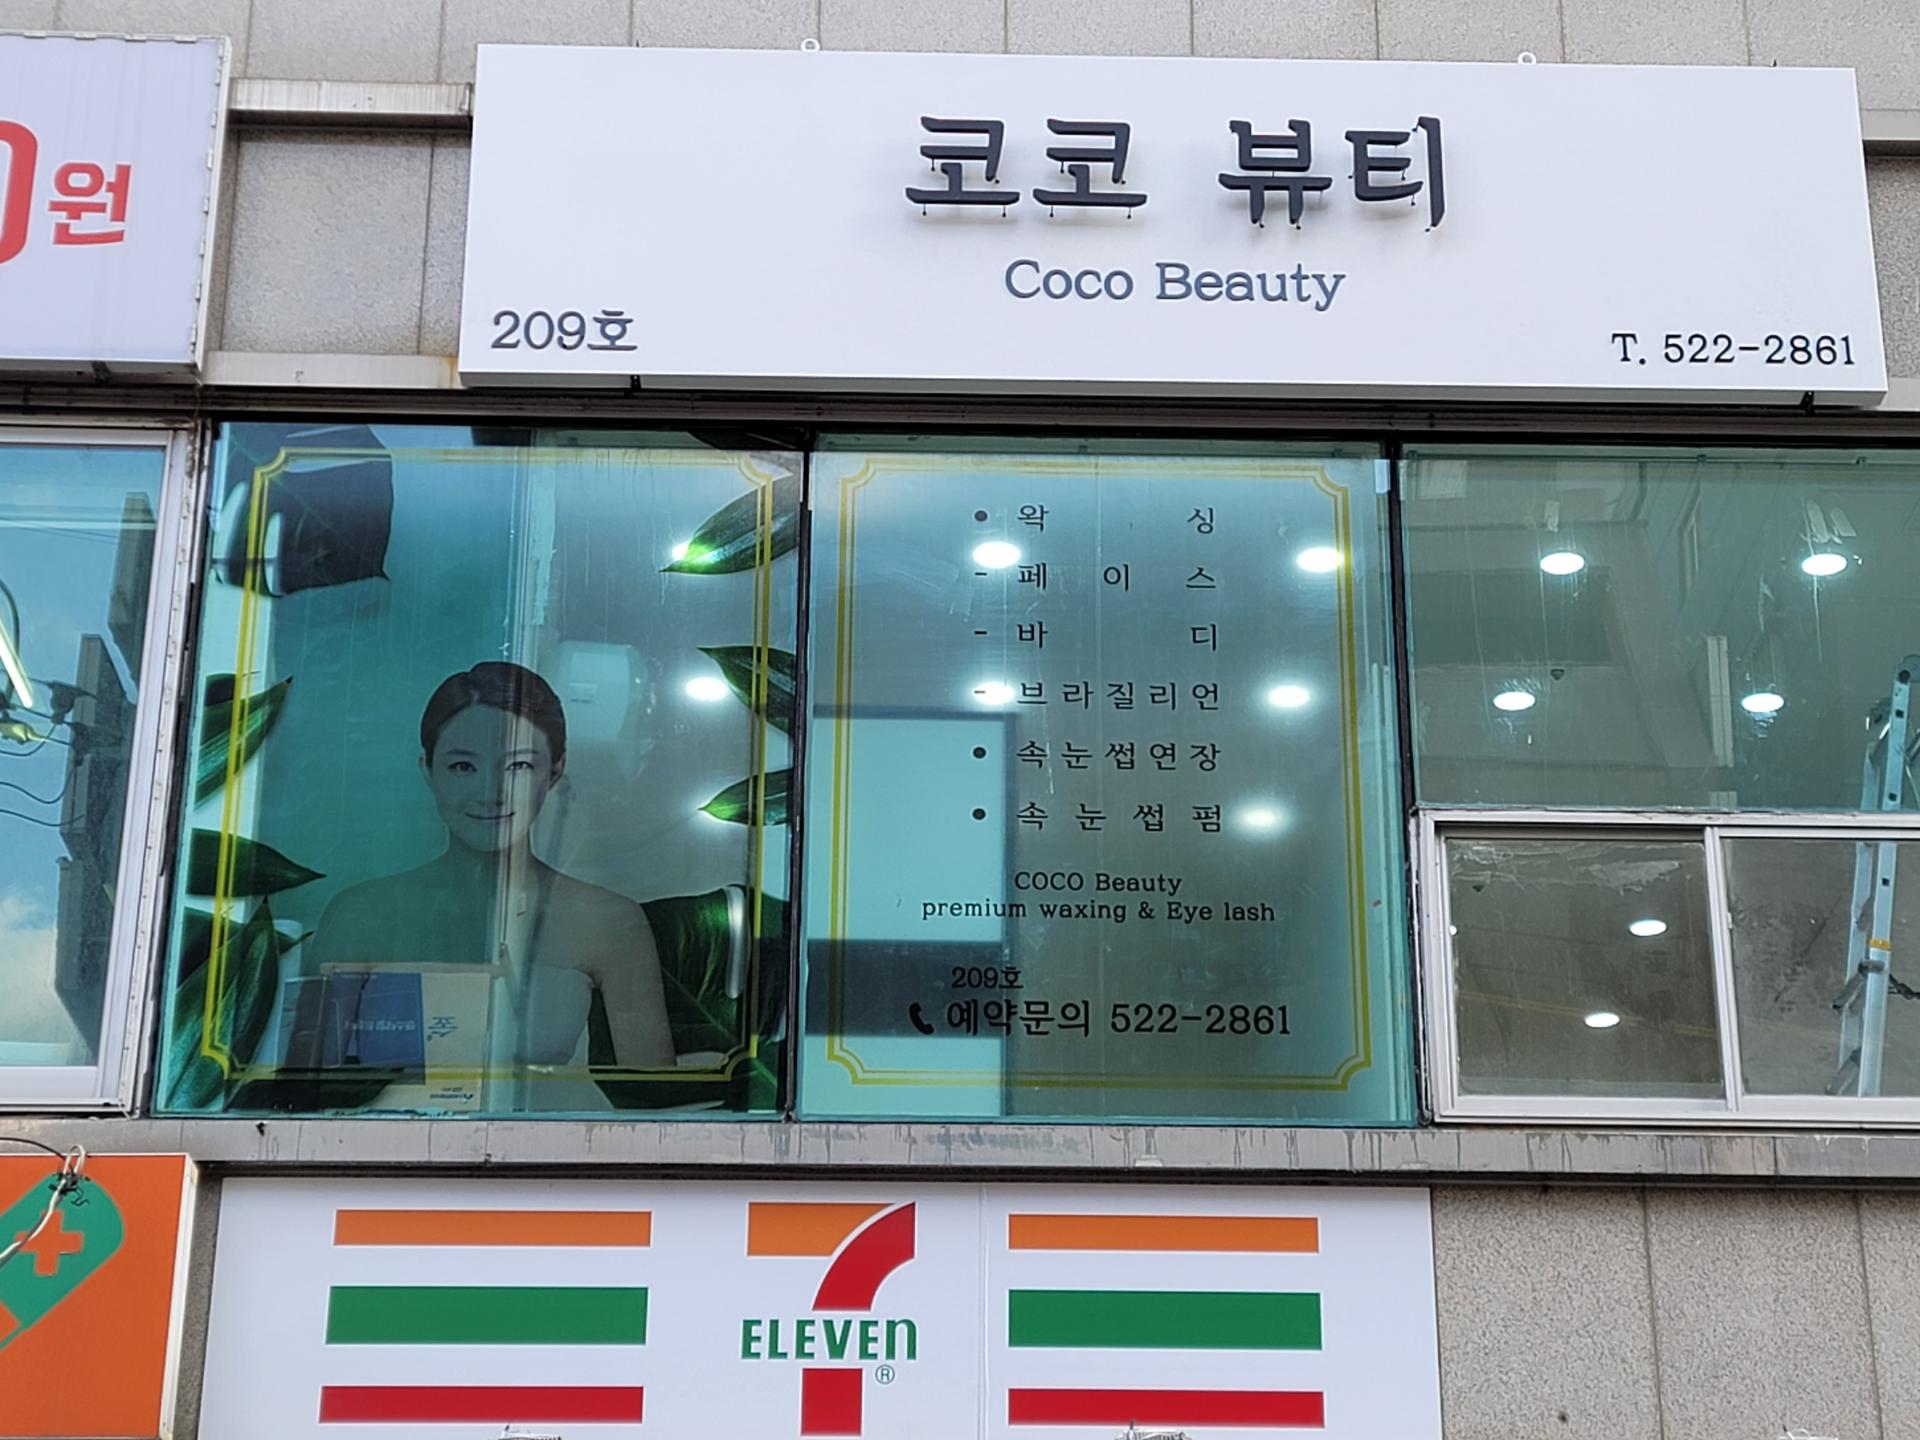 원
코코 뷰티
Coco Beauty
209호
T. 522-2861
• 왁 싱
- 페 이 스
- 바 디
- 브라질리언
• 속눈썹연장
• 속 눈 썹 펌
COCO Beauty
premium waxing & Eye lash
209호
예약문의 522-2861
7
ELEVEn
®